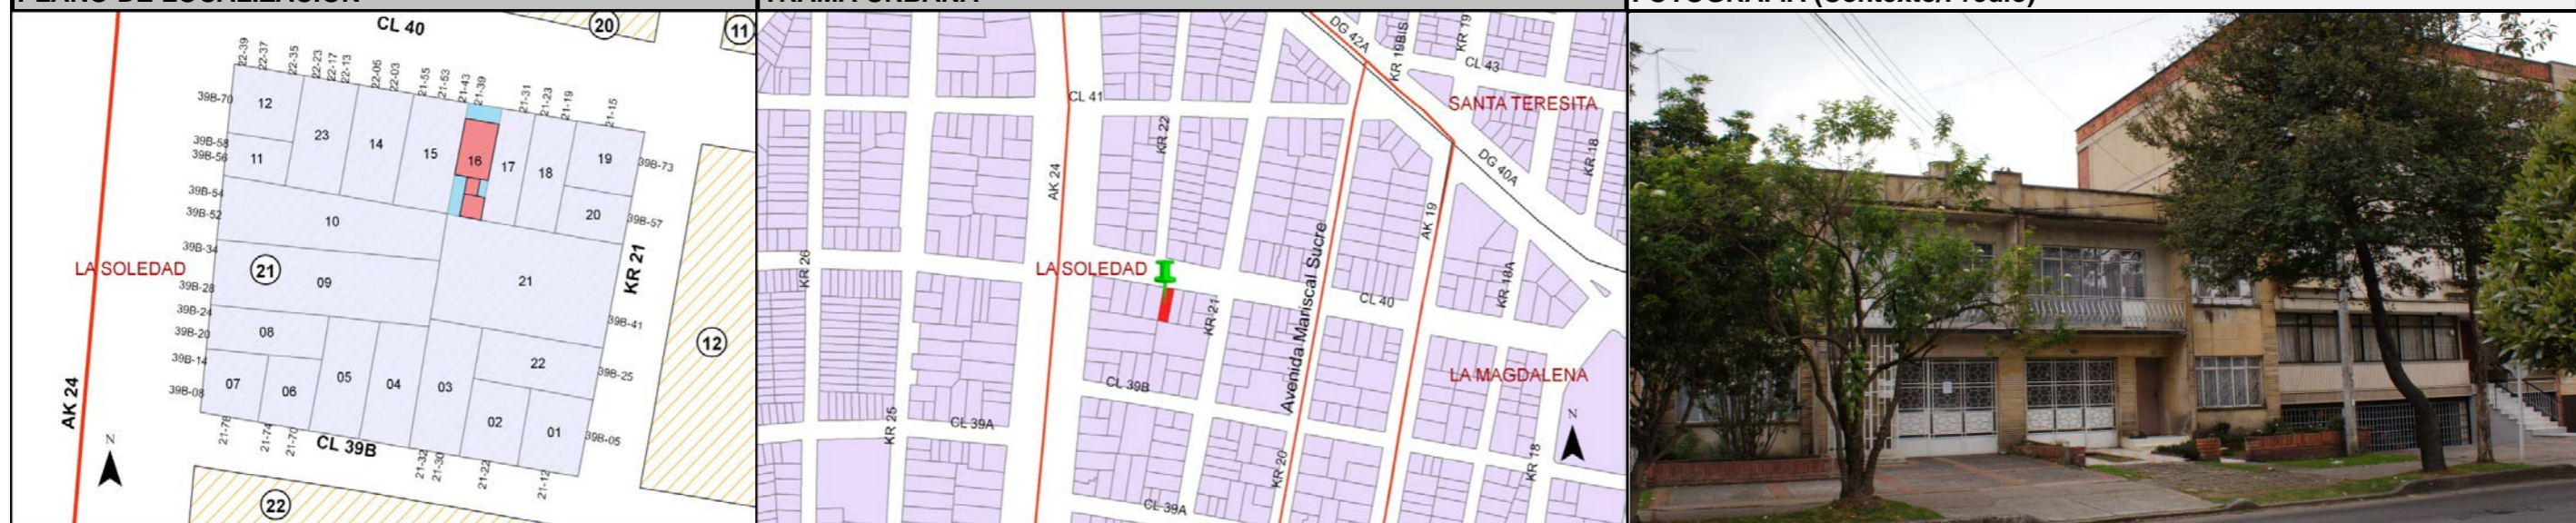 PLANO DE LOCALIZACIÓN
TRAMA URBANA
FOTOGRAFÍA (Contexto/Predio)
CL 40
20
11
22-39
22-37
22-35
22-23
22-17
22-13
22-05
22-03
21-55
21-53
21-43
21-39
21-31
21-23
21-19
21-15
39B-70
12
23
14
15
16
17
18
19
39B-73
39B-58
39B-56
11
39B-54
39B-52
10
20
39B-57
39B-34
LA SOLEDAD
21
09
21
KR 21
39B-28
39B-24
39B-20
08
39B-41
12
39B-14
22
39B-25
39B-08
07
06
05
04
03
02
01
39B-05
AK 24
N
21-78
21-74
21-70
CL 39B
21-32
21-30
21-22
21-12
22
DG 42A
KR 19BIS
KR 19
CL 43
CL 41
SANTA TERESITA
KR 22
KR 18
AK 24
DG 40A
AK 19
Avenida Mariscal Sucre
KR 26
LA SOLEDAD
KR 18A
KR 21
CL 40
CL 39B
LA MAGDALENA
KR 25
CL 39A
N
KR 20
KR 18
CL 39A